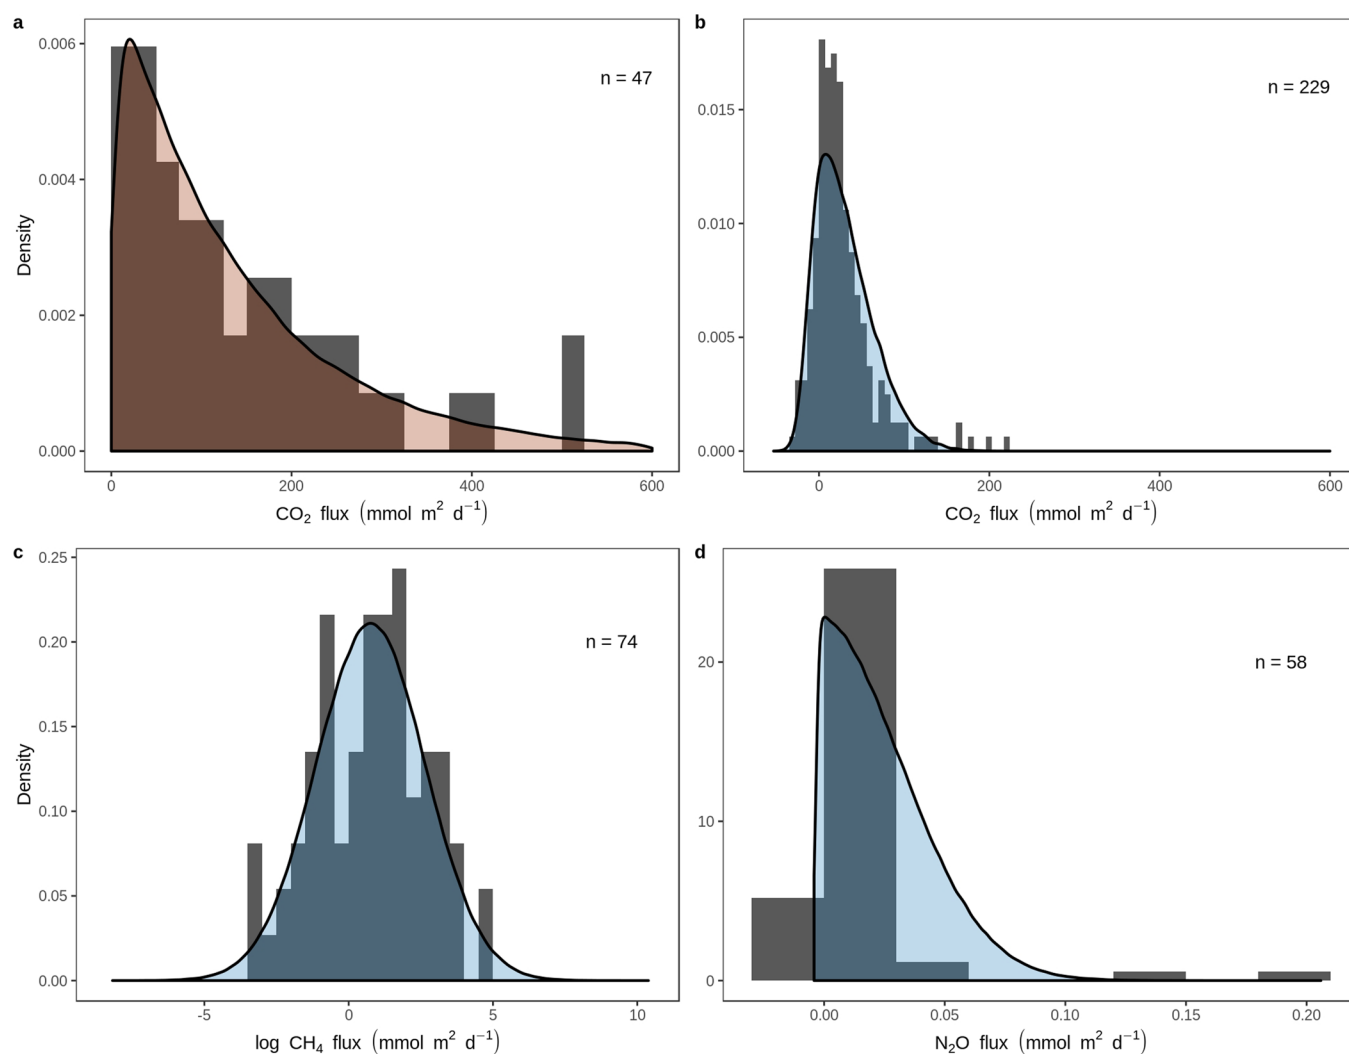 a
0.006
0.004
0.002
0.000
Density
n = 47
0 200 400 600
CO₂ flux (mmol m² d⁻¹)
b
0.015
0.010
0.005
0.000
n = 229
0 200 400 600
CO₂ flux (mmol m² d⁻¹)
c
0.25
0.20
0.15
0.10
0.05
0.00
Density
n = 74
-5 0 5 10
log CH₄ flux (mmol m² d⁻¹)
d
20
10
0
n = 58
0.00 0.05 0.10 0.15 0.20
N₂O flux (mmol m² d⁻¹)